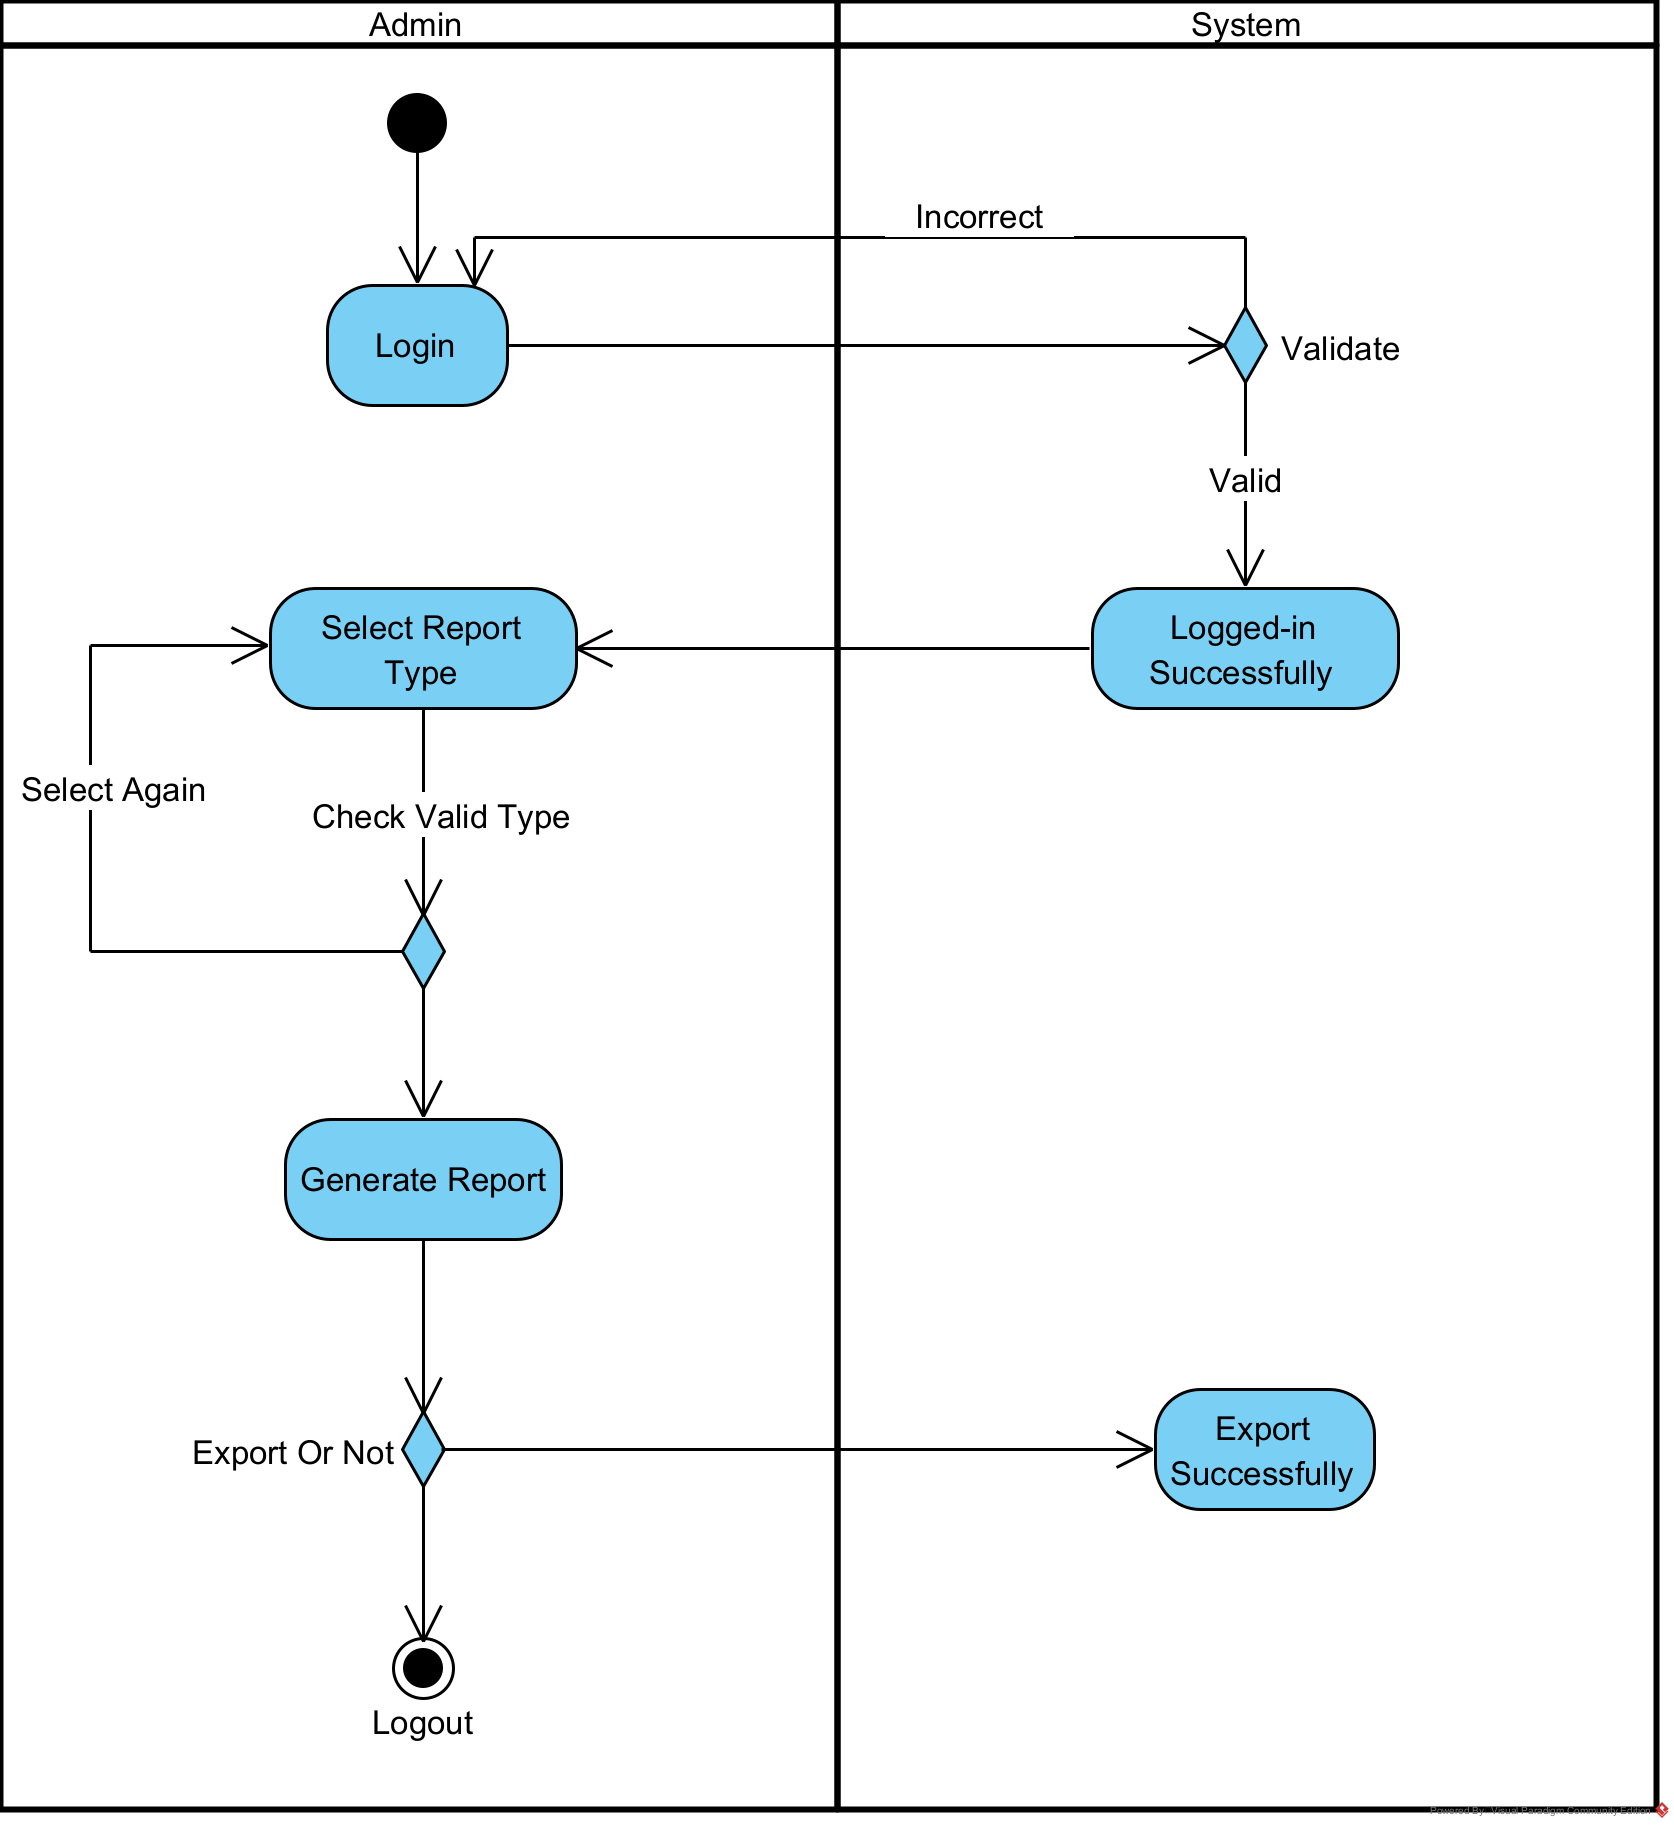 Admin
System
Incorrect
Login
Validate
Valid
Select Report
Type
Logged-in
Successfully
Select Again
Check Valid Type
Generate Report
Export Or Not
Export
Successfully
Logout
Powered By: Visual Paradigm Community Edition